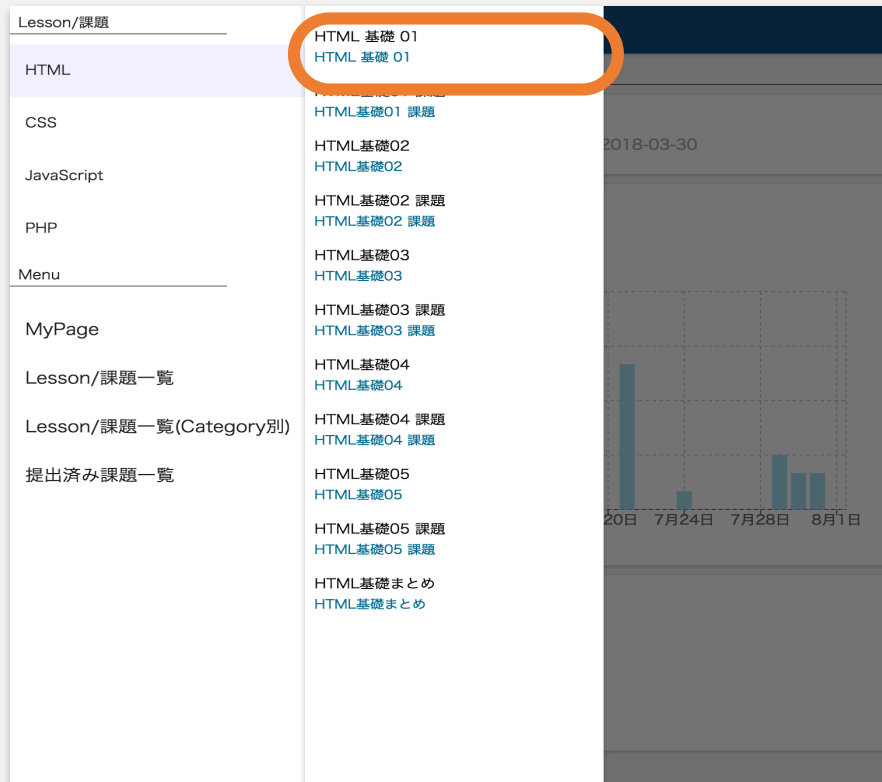 Lesson/課題
HTML
CSS
JavaScript
PHP
Menu
MyPage
Lesson/課題一覧
Lesson/課題一覧(Category別)
提出済み課題一覧
HTML 基礎 01
HTML 基礎 01
HTML基礎01 課題
HTML基礎01 課題
HTML基礎02
HTML基礎02
HTML基礎02 課題
HTML基礎02 課題
HTML基礎03
HTML基礎03
HTML基礎03 課題
HTML基礎03 課題
HTML基礎04
HTML基礎04
HTML基礎04 課題
HTML基礎04 課題
HTML基礎05
HTML基礎05
HTML基礎05 課題
HTML基礎05 課題
HTML基礎まとめ
HTML基礎まとめ
2018-03-30
20日 7月24日 7月28日 8月1日